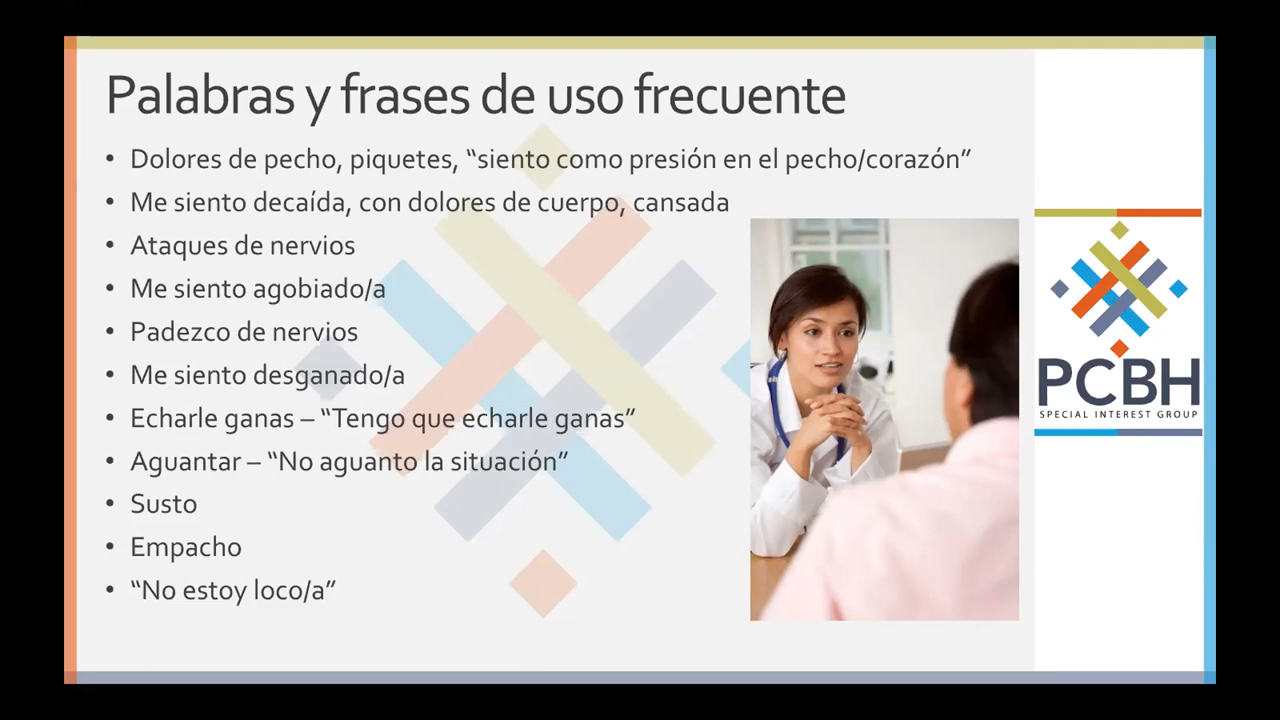 Palabras y frases de uso frecuente
• Dolores de pecho, piquetes, “siento como presión en el pecho/corazón”
• Me siento decaída, con dolores de cuerpo, cansada
• Ataques de nervios
• Me siento agobiado/a
• Padezco de nervios
• Me siento desganado/a
• Echarle ganas – “Tengo que echarle ganas”
• Aguantar – “No aguanto la situación”
• Susto
• Empacho
• “No estoy loco/a”
PCBH
SPECIAL INTEREST GROUP